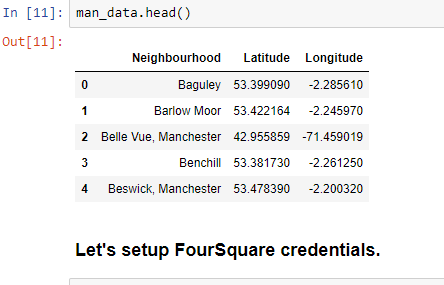 In [11]: man_data.head()
Out[11]:
Neighbourhood Latitude Longitude
0 Baguley 53.399090 -2.285610
1 Barlow Moor 53.422164 -2.245970
2 Belle Vue, Manchester 42.955859 -71.459019
3 Benchill 53.381730 -2.261250
4 Beswick, Manchester 53.478390 -2.200320
Let's setup FourSquare credentials.